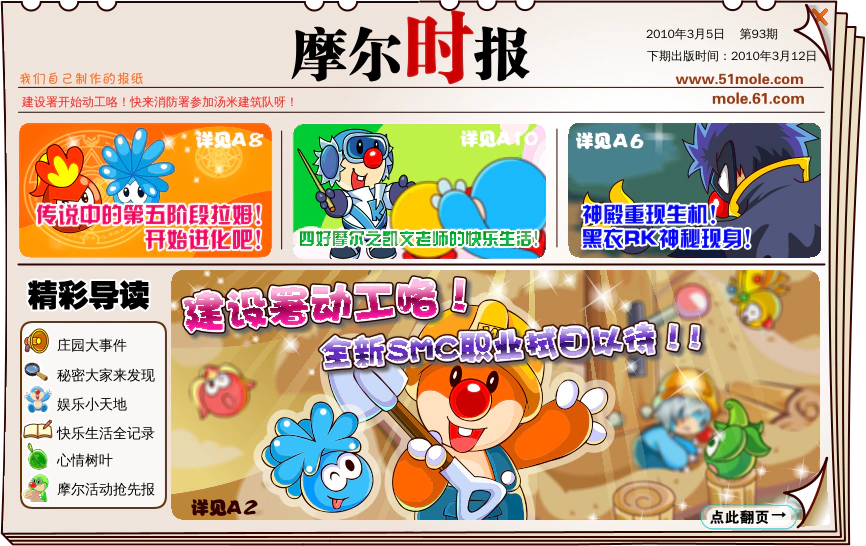 摩尔时报
2010年3月5日 第93期
下期出版时间：2010年3月12日
我们自己制作的报纸
www.51mole.com
建设署开始动工咯！快来消防署参加汤米建筑队呀！
mole.61.com
详见A8
传说中的第五阶段拉姆！
开始进化吧！
详见A10
四好摩尔之凯文老师的快乐生活！
详见A6
神殿重现生机！
黑衣RK神秘现身！
精彩导读
庄园大事件
秘密大家来发现
娱乐小天地
快乐生活全记录
心情树叶
摩尔活动抢先报
建设署动工咯！
全新SMC职业拭目以待！！
详见A2
点此翻页→